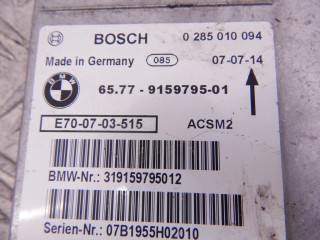 BOSCH 0 285 010 094
Made in Germany 085 07-07-14
BMW 65.77 - 9159795-01
E70-07-03-515 ACSM2
BMW-Nr.: 319159795012
Serien-Nr.: 07B1955H02010